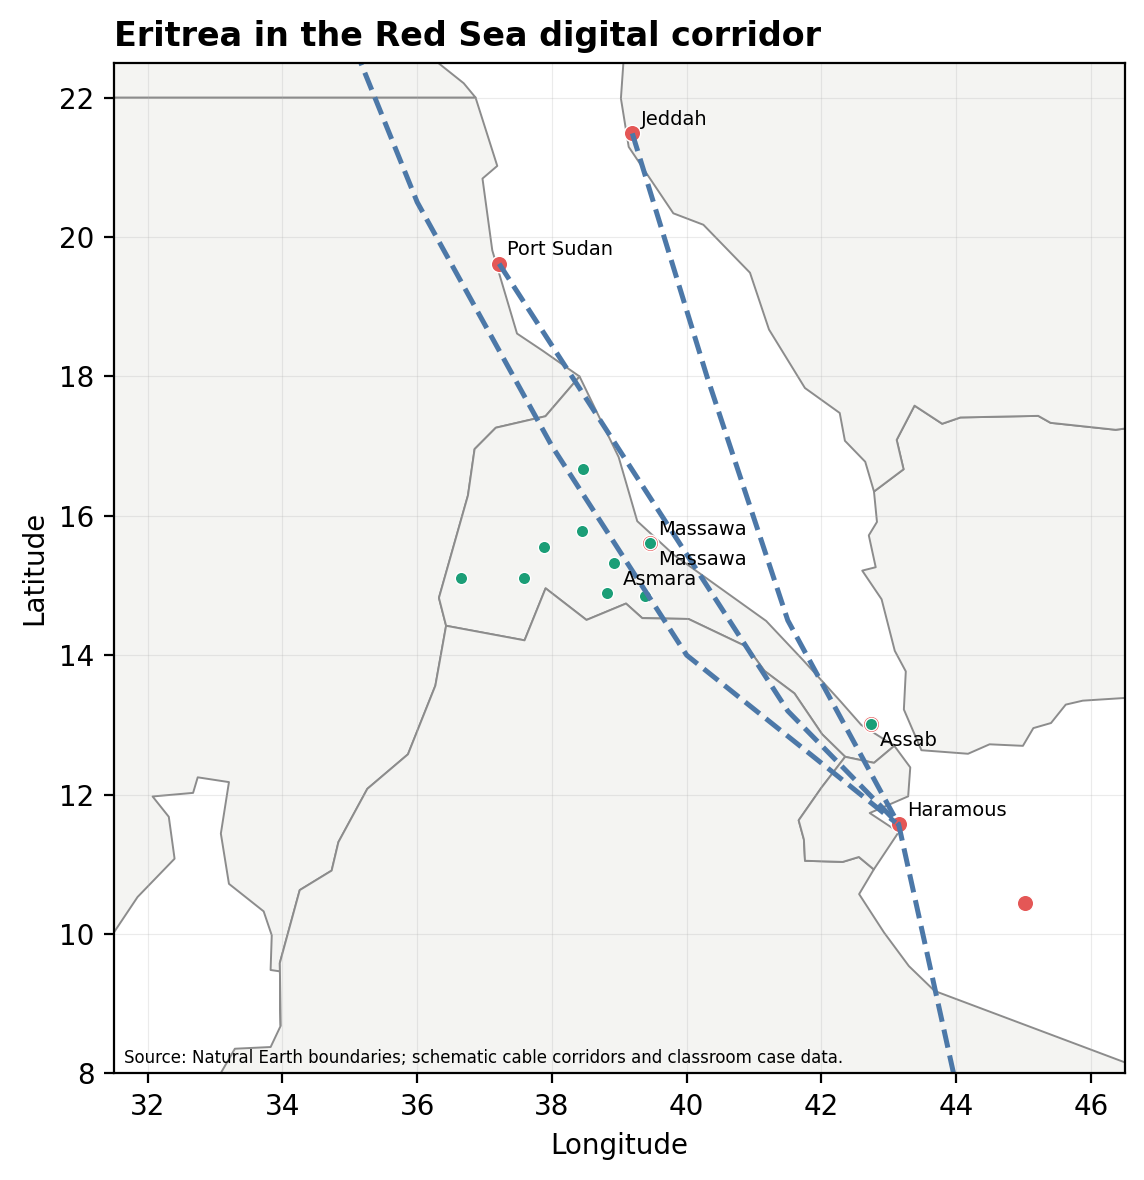 Eritrea in the Red Sea digital corridor
22
20
18
16
14
12
10
8
Latitude
Jeddah
Port Sudan
Massawa
Massawa
Asmara
Assab
Haramous
Source: Natural Earth boundaries; schematic cable corridors and classroom case data.
32
34
36
38
40
42
44
46
Longitude